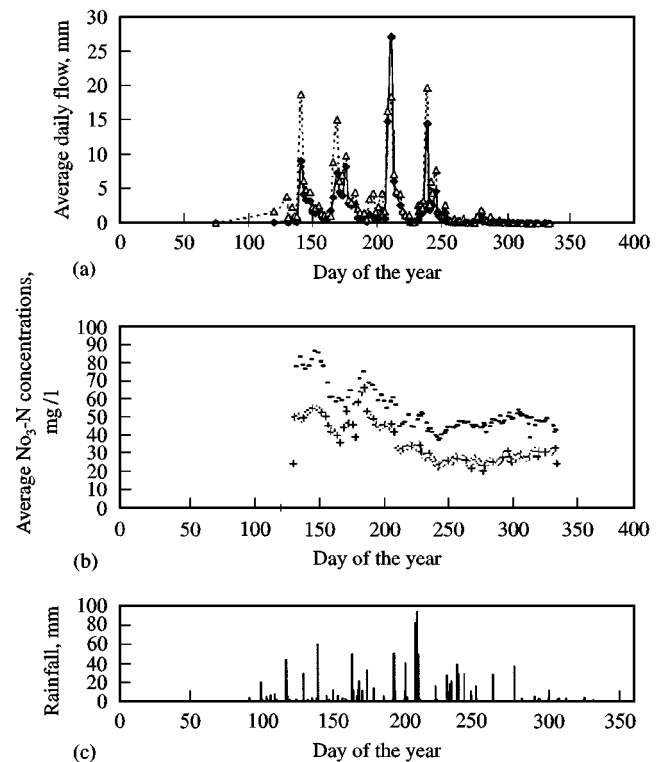 Average daily flow, mm
30
25
20
15
10
5
0
0 50 100 150 200 250 300 350 400
(a)
Day of the year
Average No3-N concentrations, mg/l
100
90
80
70
60
50
40
30
20
10
0
0 50 100 150 200 250 300 350 400
Day of the year
(b)
Rainfall, mm
100
80
60
40
20
0 50 100 150 200 250 300 350
Day of the year
(c)